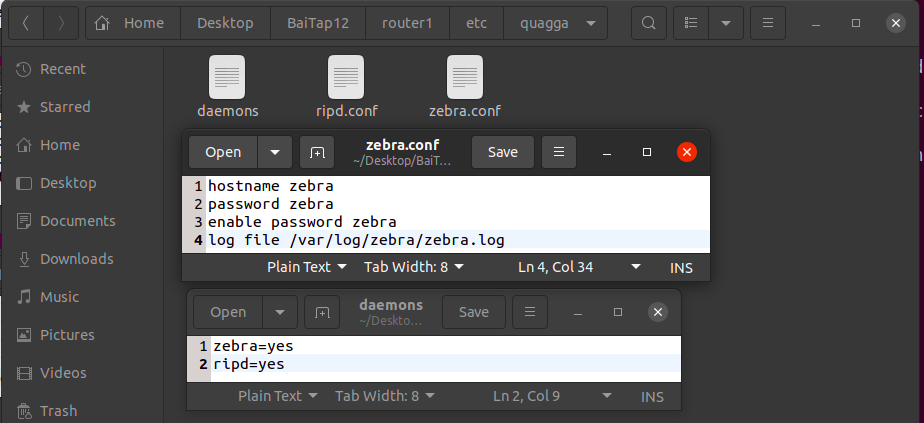 Home Desktop BaiTap12 router1 etc quagga
Recent
Starred
Home
Desktop
Documents
Downloads
Music
Pictures
Videos
Trash
daemons ripd.conf zebra.conf
Open zebra.conf Save
~/Desktop/BaiT...
1 hostname zebra
2 password zebra
3 enable password zebra
4 log file /var/log/zebra/zebra.log
Plain Text Tab Width: 8 Ln 4, Col 34 INS
Open daemons Save
~/Deskto...
1 zebra=yes
2 ripd=yes
Plain Text Tab Width: 8 Ln 2, Col 9 INS